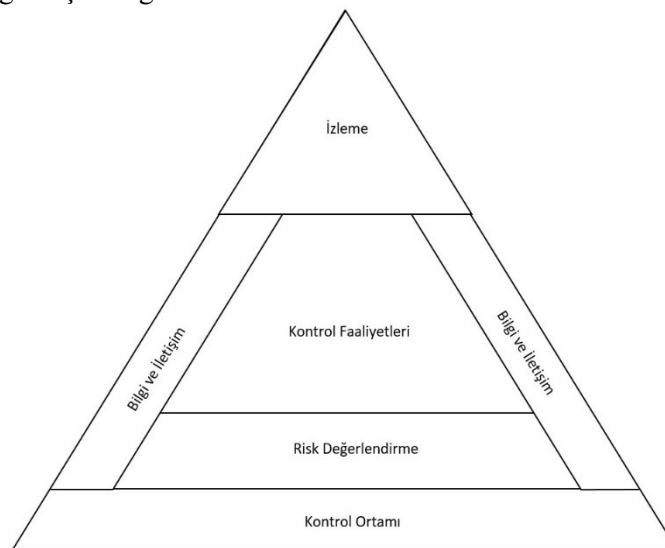 İzleme
Bilgi ve İletişim
Kontrol Faaliyetleri
Bilgi ve İletişim
Risk Değerlendirme
Kontrol Ortamı